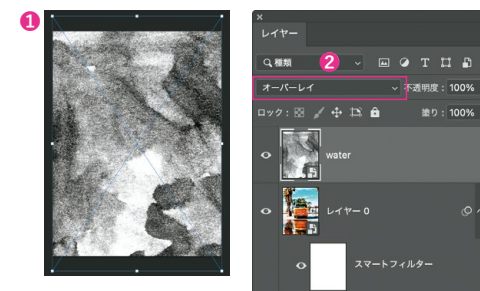 1
×
レイヤー
種類
2
T
オーバーレイ
不透明度： 100%
ロック：
塗り： 100%
water
レイヤー 0
スマートフィルター